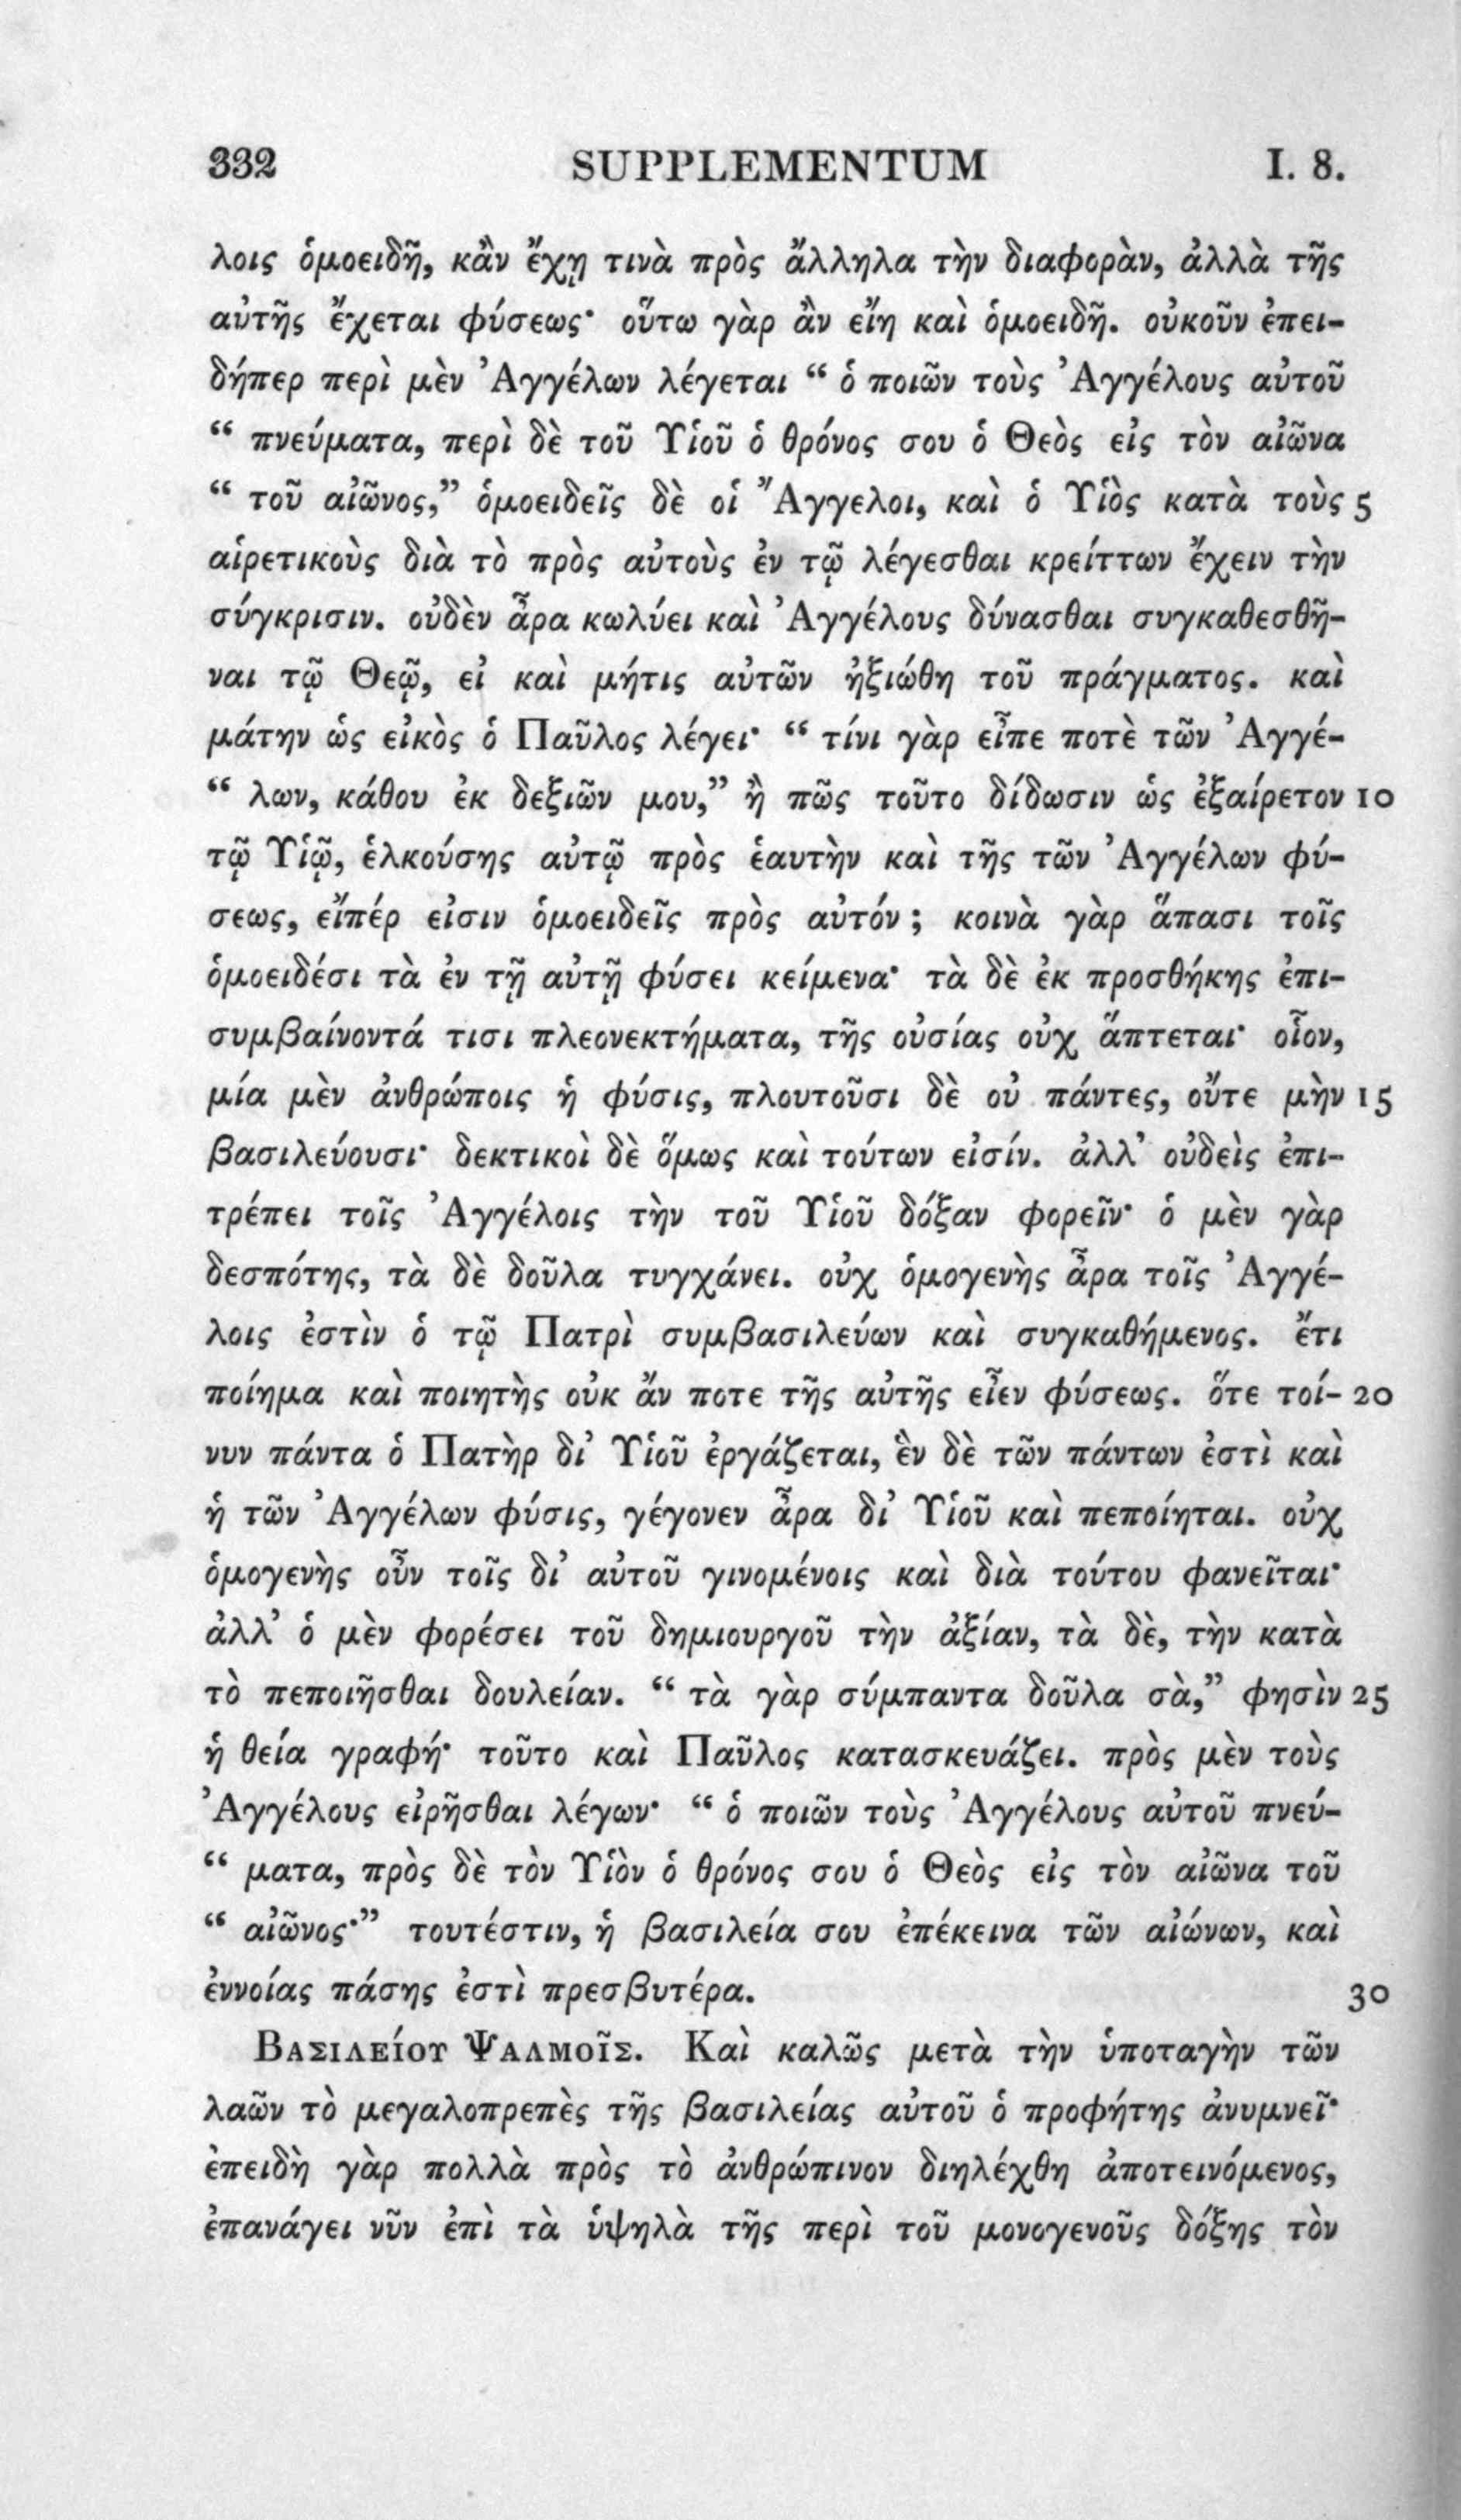 332 SUPPLEMENTUM I. 8.
λοις ὁμοειδῆ, κἂν ἔχῃ τινὰ πρὸς ἄλληλα τὴν διαφορὰν, ἀλλὰ τῆς
αὐτῆς ἔχεται φύσεως· οὕτω γὰρ ἂν εἴη καὶ ὁμοειδῆ. οὐκοῦν ἐπει-
δήπερ περὶ μὲν Ἀγγέλων λέγεται “ ὁ ποιῶν τοὺς Ἀγγέλους αὐτοῦ
“ πνεύματα, περὶ δὲ τοῦ Υἱοῦ ὁ θρόνος σου ὁ Θεὸς εἰς τὸν αἰῶνα
“ τοῦ αἰῶνος,” ὁμοειδεῖς δὲ οἱ Ἄγγελοι, καὶ ὁ Υἱὸς κατὰ τοὺς 5
αἱρετικοὺς διὰ τὸ πρὸς αὐτοὺς ἐν τῷ λέγεσθαι κρείττων ἔχειν τὴν
σύγκρισιν. οὐδὲν ἆρα κωλύει καὶ Ἀγγέλους δύνασθαι συγκαθεσθῆ-
ναι τῷ Θεῷ, εἰ καὶ μήτις αὐτῶν ἠξιώθη τοῦ πράγματος. καὶ
μάτην ὡς εἰκὸς ὁ Παῦλος λέγει· “ τίνι γὰρ εἶπε ποτὲ τῶν Ἀγγέ-
“ λων, κάθου ἐκ δεξιῶν μου,” ἢ πῶς τοῦτο δίδωσιν ὡς ἐξαίρετον 10
τῷ Υἱῷ, ἑλκούσης αὐτῷ πρὸς ἑαυτὴν καὶ τῆς τῶν Ἀγγέλων φύ-
σεως, εἴπέρ εἰσιν ὁμοειδεῖς πρὸς αὐτόν ; κοινὰ γὰρ ἅπασι τοῖς
ὁμοειδέσι τὰ ἐν τῇ αὐτῇ φύσει κείμενα· τὰ δὲ ἐκ προσθήκης ἐπι-
συμβαίνοντά τισι πλεονεκτήματα, τῆς οὐσίας οὐχ ἅπτεται· οἷον,
μία μὲν ἀνθρώποις ἡ φύσις, πλουτοῦσι δὲ οὐ πάντες, οὔτε μὴν 15
βασιλεύουσι· δεκτικοὶ δὲ ὅμως καὶ τούτων εἰσίν. ἀλλ’ οὐδεὶς ἐπι-
τρέπει τοῖς Ἀγγέλοις τὴν τοῦ Υἱοῦ δόξαν φορεῖν· ὁ μὲν γὰρ
δεσπότης, τὰ δὲ δοῦλα τυγχάνει. οὐχ ὁμογενὴς ἆρα τοῖς Ἀγγέ-
λοις ἐστὶν ὁ τῷ Πατρὶ συμβασιλεύων καὶ συγκαθήμενος. ἔτι
ποίημα καὶ ποιητὴς οὐκ ἄν ποτε τῆς αὐτῆς εἶεν φύσεως. ὅτε τοί- 20
νυν πάντα ὁ Πατὴρ δι’ Υἱοῦ ἐργάζεται, ἓν δὲ τῶν πάντων ἐστὶ καὶ
ἡ τῶν Ἀγγέλων φύσις, γέγονεν ἆρα δι’ Υἱοῦ καὶ πεποίηται. οὐχ
ὁμογενὴς οὖν τοῖς δι’ αὐτοῦ γινομένοις καὶ διὰ τούτου φανεῖται·
ἀλλ’ ὁ μὲν φορέσει τοῦ δημιουργοῦ τὴν ἀξίαν, τὰ δὲ, τὴν κατὰ
τὸ πεποιῆσθαι δουλείαν. “ τὰ γὰρ σύμπαντα δοῦλα σὰ,” φησὶν 25
ἡ θεία γραφή· τοῦτο καὶ Παῦλος κατασκευάζει. πρὸς μὲν τοὺς
Ἀγγέλους εἰρῆσθαι λέγων· “ ὁ ποιῶν τοὺς Ἀγγέλους αὐτοῦ πνεύ-
“ ματα, πρὸς δὲ τὸν Υἱὸν ὁ θρόνος σου ὁ Θεὸς εἰς τὸν αἰῶνα τοῦ
“ αἰῶνος·” τουτέστιν, ἡ βασιλεία σου ἐπέκεινα τῶν αἰώνων, καὶ
ἐννοίας πάσης ἐστὶ πρεσβυτέρα. 30
ΒΑΣΙΛΕίΟΥ ΨΑΛΜΟῖΣ. Καὶ καλῶς μετὰ τὴν ὑποταγὴν τῶν
λαῶν τὸ μεγαλοπρεπὲς τῆς βασιλείας αὐτοῦ ὁ προφήτης ἀνυμνεῖ·
ἐπειδὴ γὰρ πολλὰ πρὸς τὸ ἀνθρώπινον διηλέχθη ἀποτεινόμενος,
ἐπανάγει νῦν ἐπὶ τὰ ὑψηλὰ τῆς περὶ τοῦ μονογενοῦς δόξης τὸν